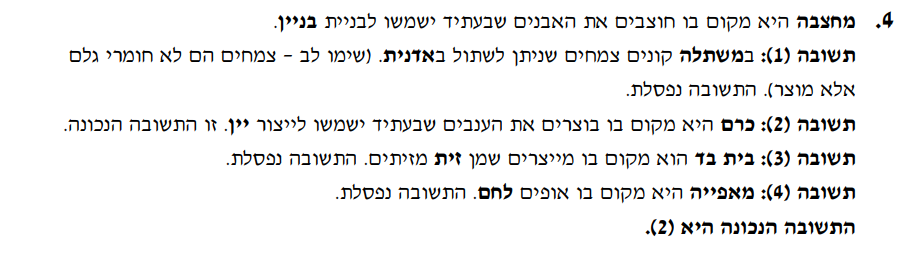 4. מחצבה היא מקום בו חוצבים את האבנים שבעתיד ישמשו לבניית בניין.
תשובה (1): במשתלה קונים צמחים שניתן לשתול באדנית. (שימו לב – צמחים הם לא חומרי גלם
אלא מוצר). התשובה נפסלת.
תשובה (2): כרם היא מקום בו בוצרים את הענבים שבעתיד ישמשו לייצור יין. זו התשובה הנכונה.
תשובה (3): בית בד הוא מקום בו מייצרים שמן זית מזיתים. התשובה נפסלת.
תשובה (4): מאפייה היא מקום בו אופים לחם. התשובה נפסלת.
התשובה הנכונה היא (2).